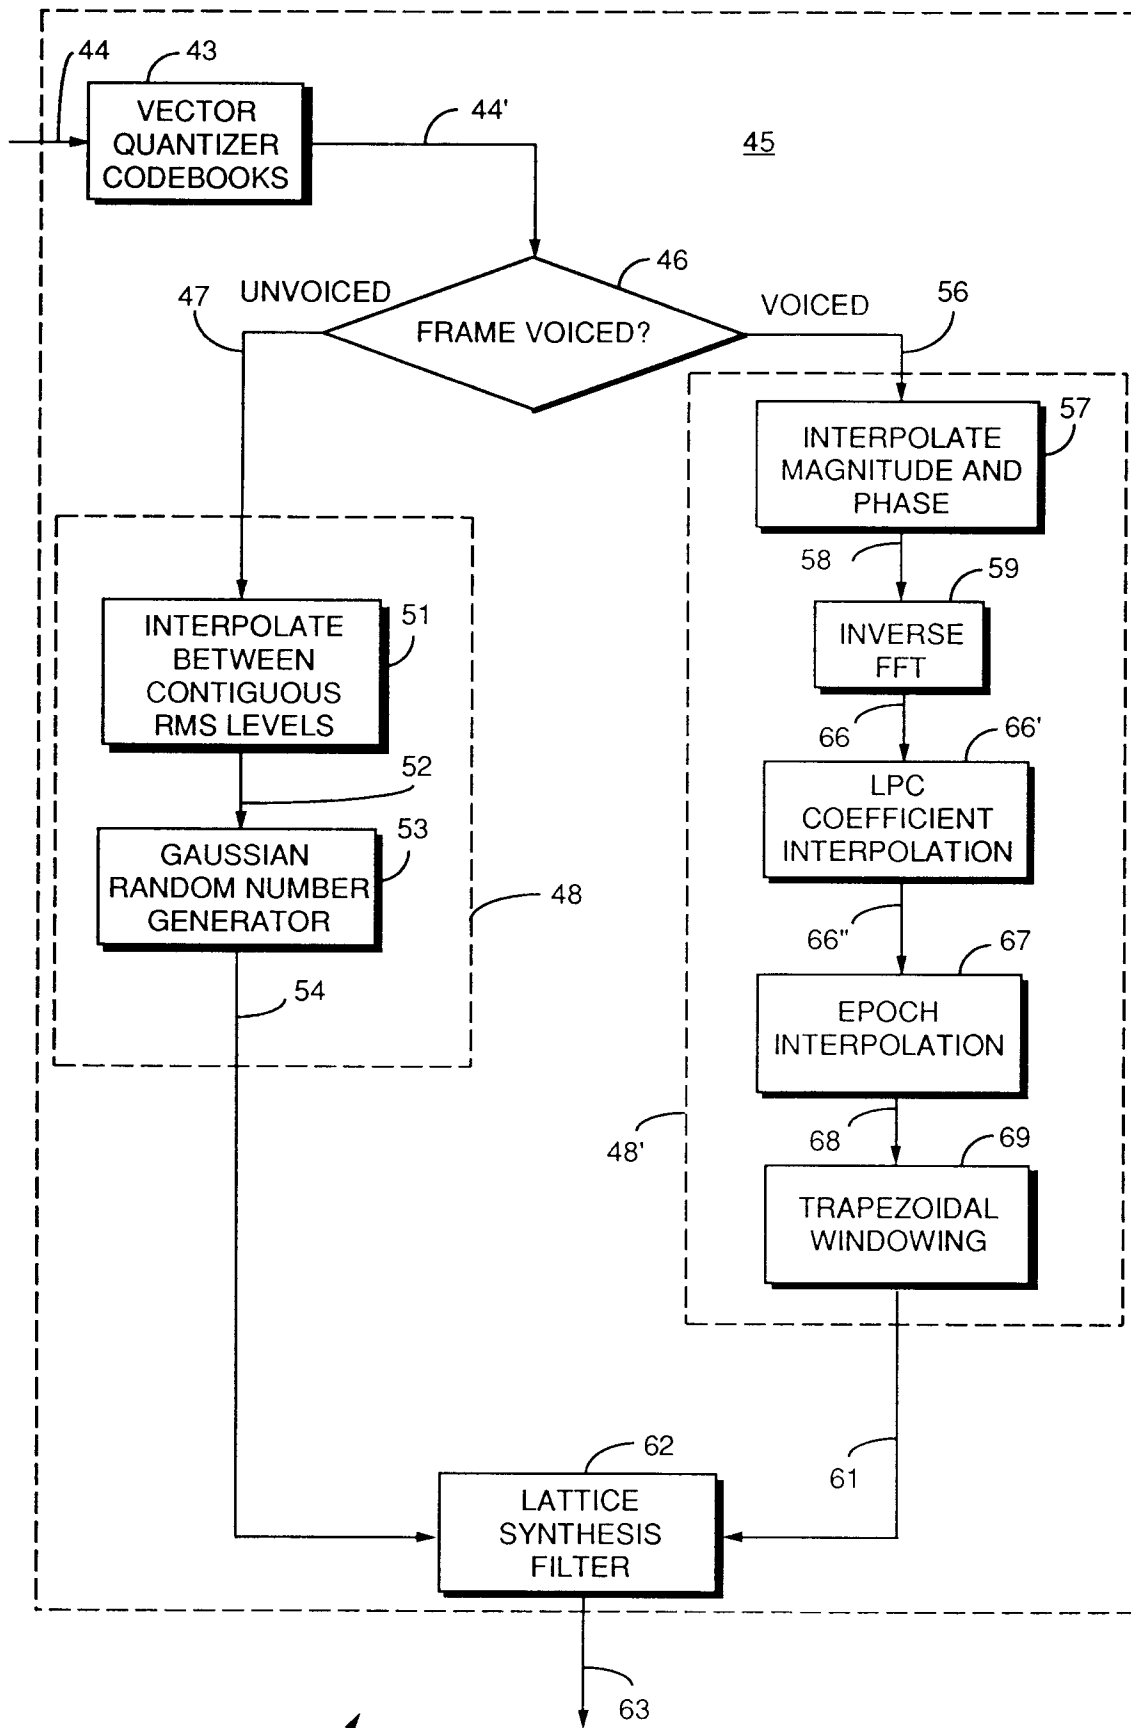 44
43
VECTOR
QUANTIZER
CODEBOOKS
44'
45
46
47
UNVOICED
FRAME VOICED?
VOICED
56
57
INTERPOLATE
MAGNITUDE AND
PHASE
58
59
INVERSE
FFT
51
INTERPOLATE
BETWEEN
CONTIGUOUS
RMS LEVELS
52
66
66'
LPC
COEFFICIENT
INTERPOLATION
53
GAUSSIAN
RANDOM NUMBER
GENERATOR
48
54
66"
67
EPOCH
INTERPOLATION
68
48'
69
TRAPEZOIDAL
WINDOWING
61
62
LATTICE
SYNTHESIS
FILTER
63